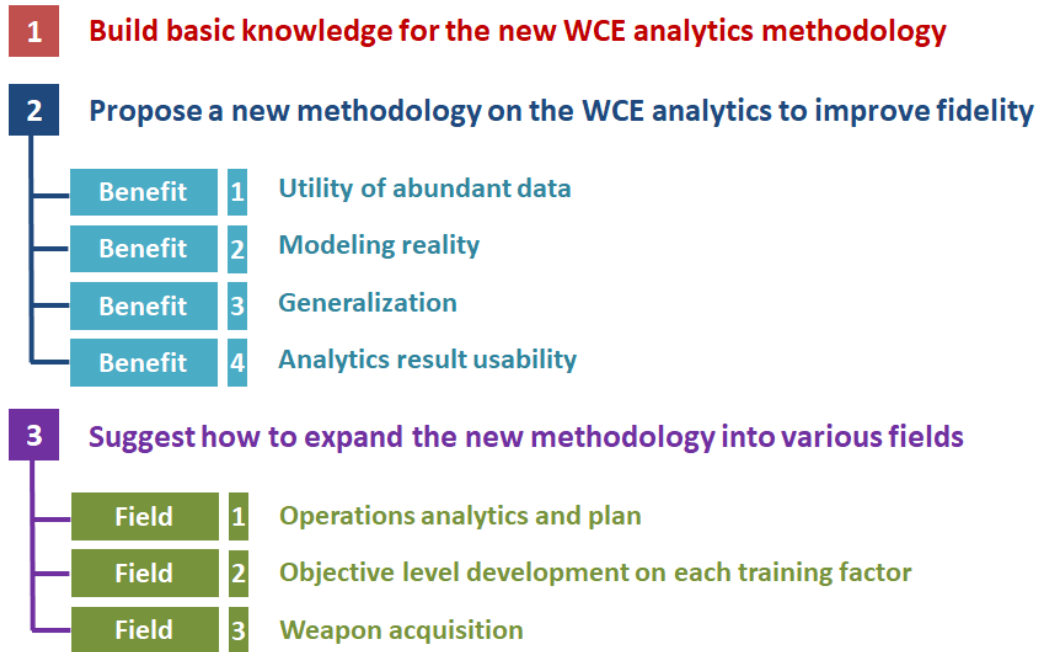 1 Build basic knowledge for the new WCE analytics methodology
2 Propose a new methodology on the WCE analytics to improve fidelity
Benefit 1 Utility of abundant data
Benefit 2 Modeling reality
Benefit 3 Generalization
Benefit 4 Analytics result usability
3 Suggest how to expand the new methodology into various fields
Field 1 Operations analytics and plan
Field 2 Objective level development on each training factor
Field 3 Weapon acquisition